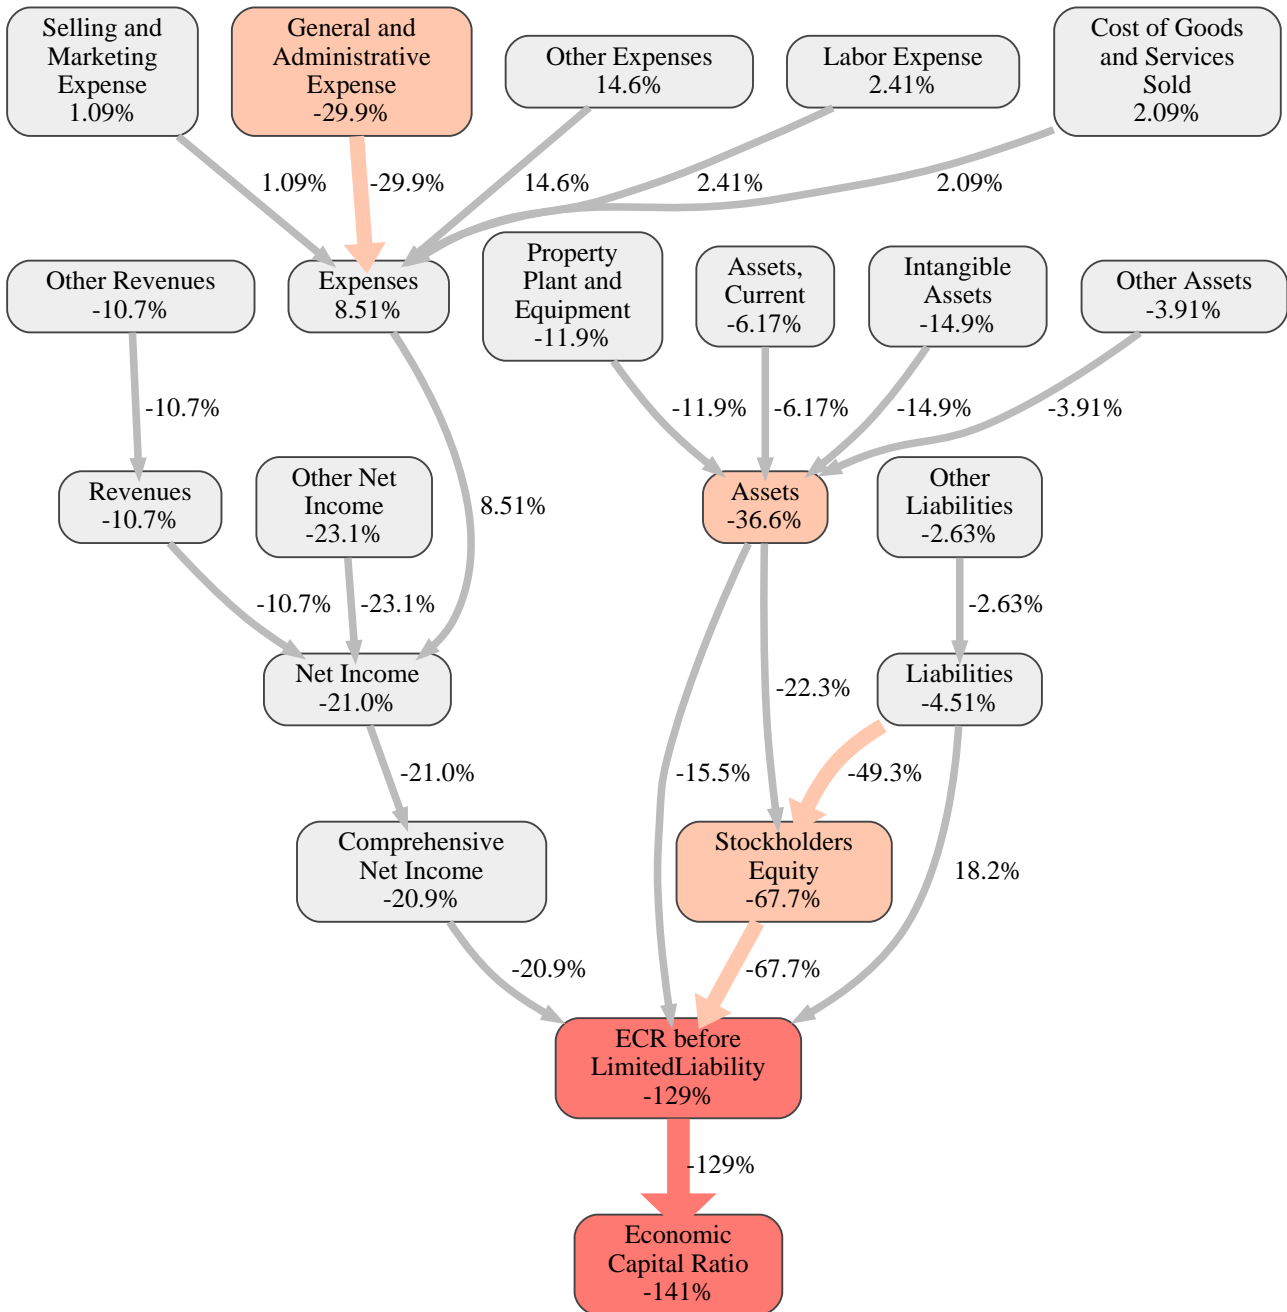 Selling and
Marketing
Expense
1.09%
General and
Administrative
Expense
-29.9%
Other Expenses
14.6%
Labor Expense
2.41%
Cost of Goods
and Services
Sold
2.09%
1.09%
-29.9%
14.6%
2.41%
2.09%
Other Revenues
-10.7%
Expenses
8.51%
Property
Plant and
Equipment
-11.9%
Assets,
Current
-6.17%
Intangible
Assets
-14.9%
Other Assets
-3.91%
-10.7%
-11.9%
-6.17%
-14.9%
-3.91%
Revenues
-10.7%
Other Net
Income
-23.1%
8.51%
Assets
-36.6%
Other
Liabilities
-2.63%
-10.7%
-23.1%
-2.63%
Net Income
-21.0%
-22.3%
Liabilities
-4.51%
-21.0%
-15.5%
-49.3%
Comprehensive
Net Income
-20.9%
Stockholders
Equity
-67.7%
18.2%
-20.9%
-67.7%
ECR before
LimitedLiability
-129%
-129%
Economic
Capital Ratio
-141%